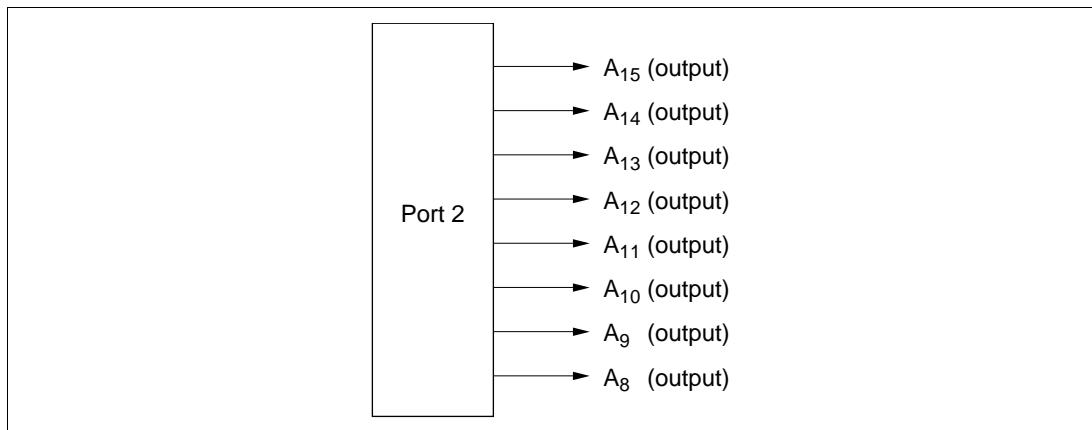 A15 (output)
A14 (output)
A13 (output)
A12 (output)
Port 2
A11 (output)
A10 (output)
A9 (output)
A8 (output)